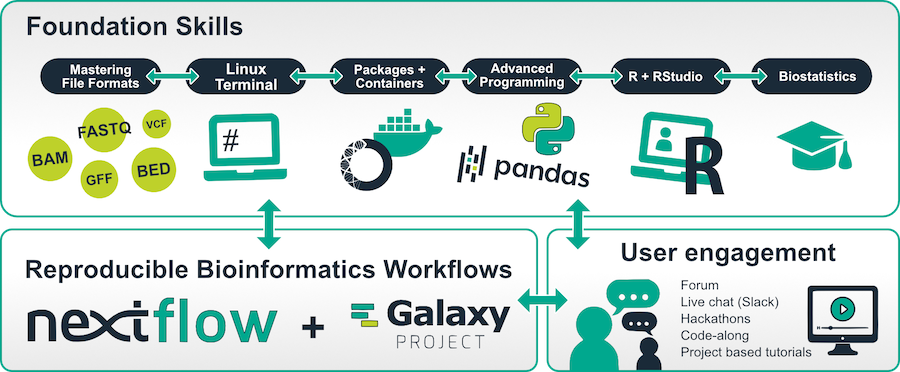 Foundation Skills
Mastering
File Formats
Linux
Terminal
Packages +
Containers
Advanced
Programming
R + RStudio
Biostatistics
FASTQ
VCF
BAM
GFF
BED
#
pandas
R
Reproducible Bioinformatics Workflows
nextflow
+
Galaxy
PROJECT
User engagement
Forum
Live chat (Slack)
Hackathons
Code-along
Project based tutorials